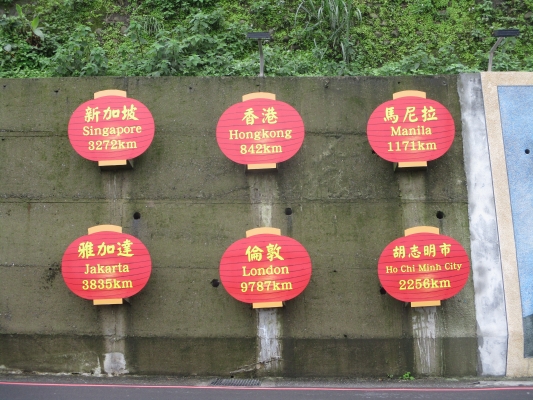 新加坡
Singapore
3272km
香港
Hongkong
842km
馬尼拉
Manila
1171km
雅加達
Jakarta
3835km
倫敦
London
9787km
胡志明市
Ho Chi Minh City
2256km